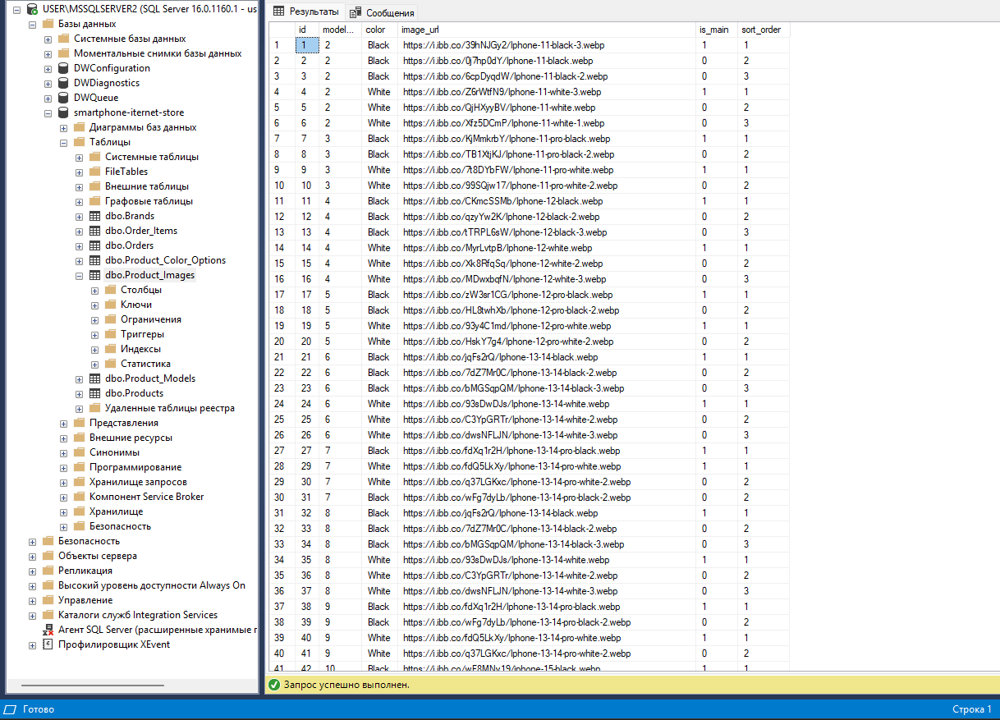 USER\MSSQLSERVER2 (SQL Server 16.0.1160.1 - us
Базы данных
Системные базы данных
Моментальные снимки базы данных
DWConfiguration
DWDiagnostics
DWQueue
smartphone-iternet-store
Диаграммы баз данных
Таблицы
Системные таблицы
FileTables
Внешние таблицы
Графовые таблицы
dbo.Brands
dbo.Order_Items
dbo.Orders
dbo.Product_Color_Options
dbo.Product_Images
Столбцы
Ключи
Ограничения
Триггеры
Индексы
Статистика
dbo.Product_Models
dbo.Products
Удаленные таблицы реестра
Представления
Внешние ресурсы
Синонимы
Программирование
Хранилище запросов
Компонент Service Broker
Хранилище
Безопасность
Безопасность
Объекты сервера
Репликация
Высокий уровень доступности Always On
Управление
Каталоги служб Integration Services
Агент SQL Server (расширенные хранимые г
Профилировщик XEvent
Результаты Сообщения
id model... color image_url is_main sort_order
1 1 2 Black https://i.ibb.co/39hNJGy2/Iphone-11-black-3.webp 1 1
2 2 2 Black https://i.ibb.co/0j7hp0dY/Iphone-11-black.webp 0 2
3 3 2 Black https://i.ibb.co/6cpDyqdW/Iphone-11-black-2.webp 0 3
4 4 2 White https://i.ibb.co/Z6rWtfN9/Iphone-11-white-3.webp 1 1
5 5 2 White https://i.ibb.co/QjHXyyBV/Iphone-11-white.webp 0 2
6 6 2 White https://i.ibb.co/Xfz5DCmP/Iphone-11-white-1.webp 0 3
7 7 3 Black https://i.ibb.co/KjMmkrbY/Iphone-11-pro-black.webp 1 1
8 8 3 Black https://i.ibb.co/TB1XtjKJ/Iphone-11-pro-black-2.webp 0 2
9 9 3 White https://i.ibb.co/7t8DYbFW/Iphone-11-pro-white.webp 1 1
10 10 3 White https://i.ibb.co/99SQjw17/Iphone-11-pro-white-2.webp 0 2
11 11 4 Black https://i.ibb.co/CKmcSSMb/Iphone-12-black.webp 1 1
12 12 4 Black https://i.ibb.co/qzyYw2K/Iphone-12-black-2.webp 0 2
13 13 4 Black https://i.ibb.co/tTRPL6sW/Iphone-12-black-3.webp 0 3
14 14 4 White https://i.ibb.co/MyrLvtpB/Iphone-12-white.webp 1 1
15 15 4 White https://i.ibb.co/Xk8RfqSq/Iphone-12-white-2.webp 0 2
16 16 4 White https://i.ibb.co/MDwxbqfN/Iphone-12-white-3.webp 0 3
17 17 5 Black https://i.ibb.co/zW3sr1CG/Iphone-12-pro-black.webp 1 1
18 18 5 Black https://i.ibb.co/HL8twhXb/Iphone-12-pro-black-2.webp 0 2
19 19 5 White https://i.ibb.co/93y4C1md/Iphone-12-pro-white.webp 1 1
20 20 5 White https://i.ibb.co/HskY7g4/Iphone-12-pro-white-2.webp 0 2
21 21 6 Black https://i.ibb.co/jqFs2rQ/Iphone-13-14-black.webp 1 1
22 22 6 Black https://i.ibb.co/7dZ7Mr0C/Iphone-13-14-black-2.webp 0 2
23 23 6 Black https://i.ibb.co/bMGSqpQM/Iphone-13-14-black-3.webp 0 3
24 24 6 White https://i.ibb.co/93sDwDJs/Iphone-13-14-white.webp 1 1
25 25 6 White https://i.ibb.co/C3YpGRTr/Iphone-13-14-white-2.webp 0 2
26 26 6 White https://i.ibb.co/dwsNFLJN/Iphone-13-14-white-3.webp 0 3
27 27 7 Black https://i.ibb.co/fdXq1r2H/Iphone-13-14-pro-black.webp 1 1
28 29 7 White https://i.ibb.co/fdQ5LkXy/Iphone-13-14-pro-white.webp 1 1
29 30 7 White https://i.ibb.co/q37LGKxc/Iphone-13-14-pro-white-2.webp 0 2
30 31 7 Black https://i.ibb.co/wFg7dyLb/Iphone-13-14-pro-black-2.webp 0 2
31 32 8 Black https://i.ibb.co/jqFs2rQ/Iphone-13-14-black.webp 1 1
32 33 8 Black https://i.ibb.co/7dZ7Mr0C/Iphone-13-14-black-2.webp 0 2
33 34 8 Black https://i.ibb.co/bMGSqpQM/Iphone-13-14-black-3.webp 0 3
34 35 8 White https://i.ibb.co/93sDwDJs/Iphone-13-14-white.webp 1 1
35 36 8 White https://i.ibb.co/C3YpGRTr/Iphone-13-14-white-2.webp 0 2
36 37 8 White https://i.ibb.co/dwsNFLJN/Iphone-13-14-white-3.webp 0 3
37 38 9 Black https://i.ibb.co/fdXq1r2H/Iphone-13-14-pro-black.webp 1 1
38 39 9 Black https://i.ibb.co/wFg7dyLb/Iphone-13-14-pro-black-2.webp 0 2
39 40 9 White https://i.ibb.co/fdQ5LkXy/Iphone-13-14-pro-white.webp 1 1
40 41 9 White https://i.ibb.co/q37LGKxc/Iphone-13-14-pro-white-2.webp 0 2
41 42 10 Black https://i.ibb.co/wF8MNv19/iphone-15-black.webp 1 1
Запрос успешно выполнен.
Готово Строка 1